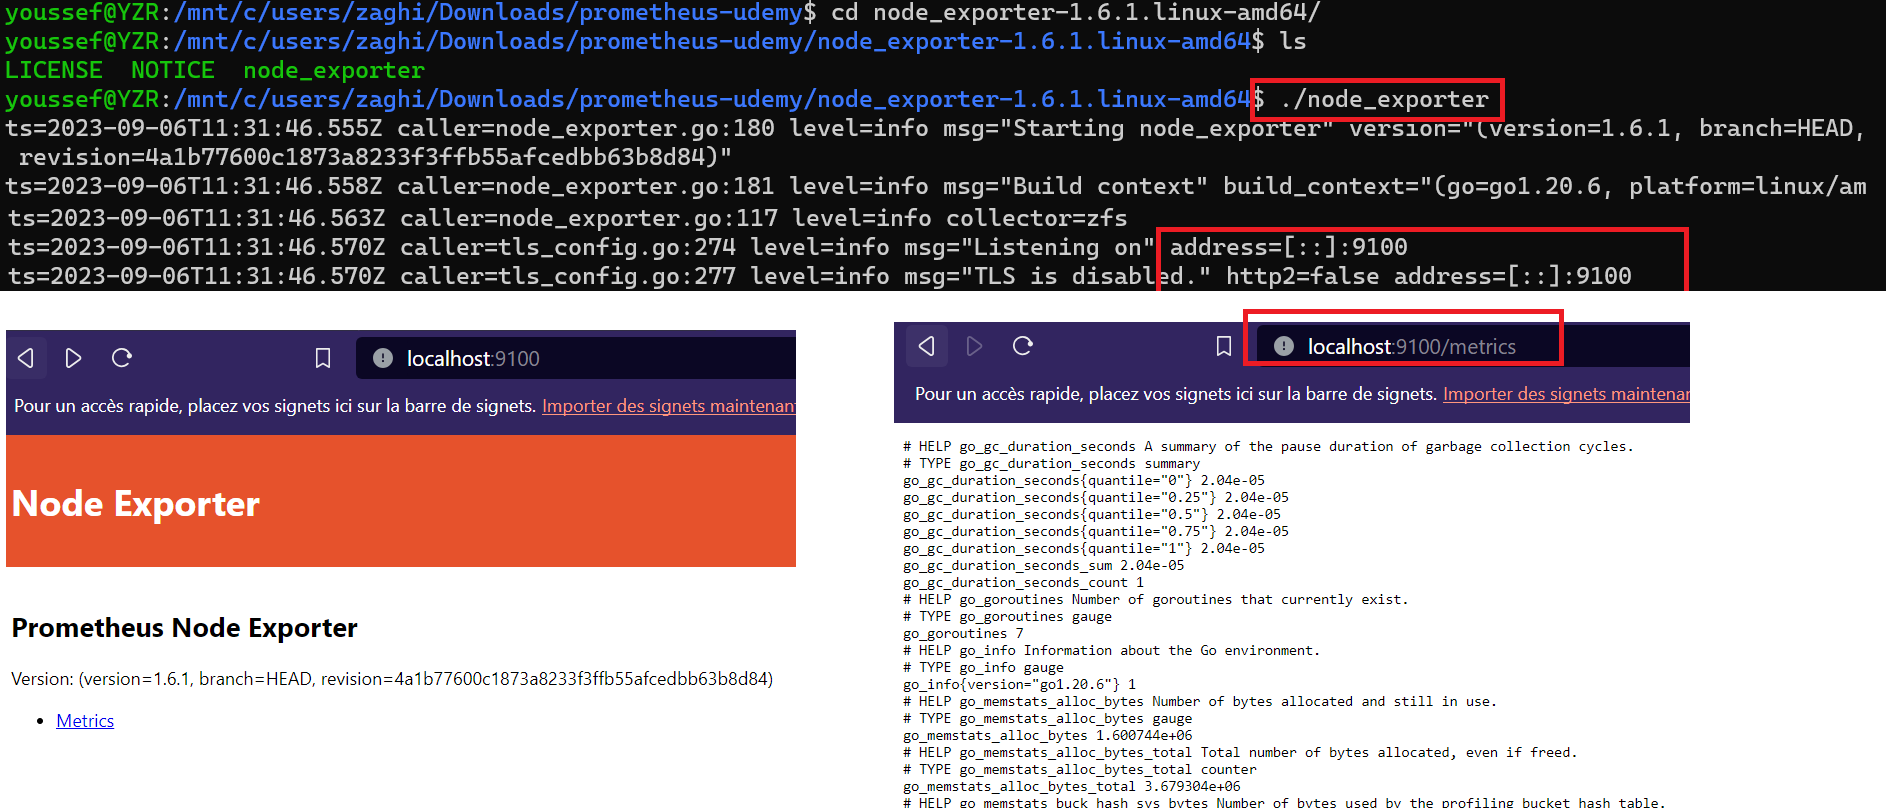 youssef@YZR:/mnt/c/users/zaghi/Downloads/prometheus-udemy$ cd node_exporter-1.6.1.linux-amd64/
youssef@YZR:/mnt/c/users/zaghi/Downloads/prometheus-udemy/node_exporter-1.6.1.linux-amd64$ ls
LICENSE  NOTICE  node_exporter
youssef@YZR:/mnt/c/users/zaghi/Downloads/prometheus-udemy/node_exporter-1.6.1.linux-amd64$ ./node_exporter
ts=2023-09-06T11:31:46.555Z caller=node_exporter.go:180 level=info msg="Starting node_exporter" version="(version=1.6.1, branch=HEAD,
 revision=4a1b77600c1873a8233f3ffb55afcedbb63b8d84)"
ts=2023-09-06T11:31:46.558Z caller=node_exporter.go:181 level=info msg="Build context" build_context="(go=go1.20.6, platform=linux/am
ts=2023-09-06T11:31:46.563Z caller=node_exporter.go:117 level=info collector=zfs
ts=2023-09-06T11:31:46.570Z caller=tls_config.go:274 level=info msg="Listening on" address=[::]:9100
ts=2023-09-06T11:31:46.570Z caller=tls_config.go:277 level=info msg="TLS is disabled." http2=false address=[::]:9100
localhost:9100
Pour un accès rapide, placez vos signets ici sur la barre de signets. Importer des signets maintenant
Node Exporter
Prometheus Node Exporter
Version: (version=1.6.1, branch=HEAD, revision=4a1b77600c1873a8233f3ffb55afcedbb63b8d84)
• Metrics
localhost:9100/metrics
Pour un accès rapide, placez vos signets ici sur la barre de signets. Importer des signets maintenar
# HELP go_gc_duration_seconds A summary of the pause duration of garbage collection cycles.
# TYPE go_gc_duration_seconds summary
go_gc_duration_seconds{quantile="0"} 2.04e-05
go_gc_duration_seconds{quantile="0.25"} 2.04e-05
go_gc_duration_seconds{quantile="0.5"} 2.04e-05
go_gc_duration_seconds{quantile="0.75"} 2.04e-05
go_gc_duration_seconds{quantile="1"} 2.04e-05
go_gc_duration_seconds_sum 2.04e-05
go_gc_duration_seconds_count 1
# HELP go_goroutines Number of goroutines that currently exist.
# TYPE go_goroutines gauge
go_goroutines 7
# HELP go_info Information about the Go environment.
# TYPE go_info gauge
go_info{version="go1.20.6"} 1
# HELP go_memstats_alloc_bytes Number of bytes allocated and still in use.
# TYPE go_memstats_alloc_bytes gauge
go_memstats_alloc_bytes 1.600744e+06
# HELP go_memstats_alloc_bytes_total Total number of bytes allocated, even if freed.
# TYPE go_memstats_alloc_bytes_total counter
go_memstats_alloc_bytes_total 3.679304e+06
# HELP go_memstats_buck_hash_sys_bytes Number of bytes used by the profiling bucket hash table.